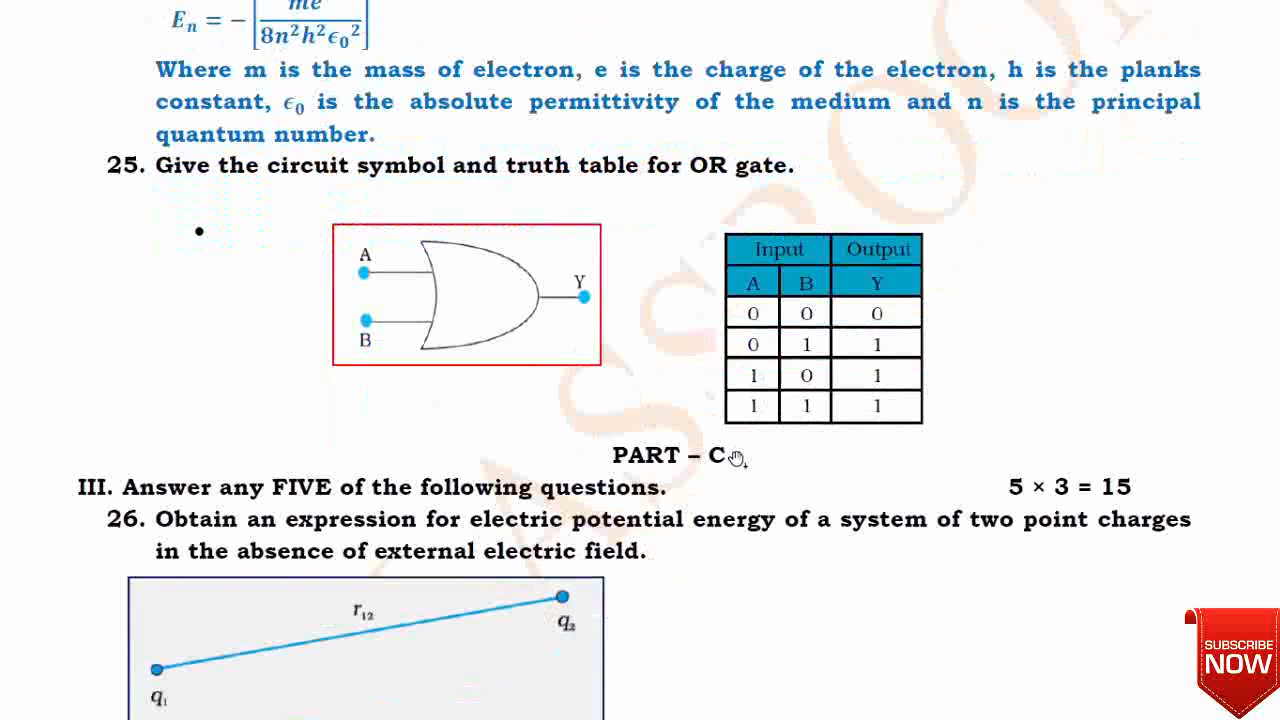 E_n = − [ me / 8n²h²ϵ₀² ]
Where m is the mass of electron, e is the charge of the electron, h is the planks
constant, ϵ₀ is the absolute permittivity of the medium and n is the principal
quantum number.
25. Give the circuit symbol and truth table for OR gate.
A
B
Y
Input Output
A B Y
0 0 0
0 1 1
1 0 1
1 1 1
PART – C
III. Answer any FIVE of the following questions. 5 × 3 = 15
26. Obtain an expression for electric potential energy of a system of two point charges
in the absence of external electric field.
r₁₂
q₂
q₁
SUBSCRIBE
NOW